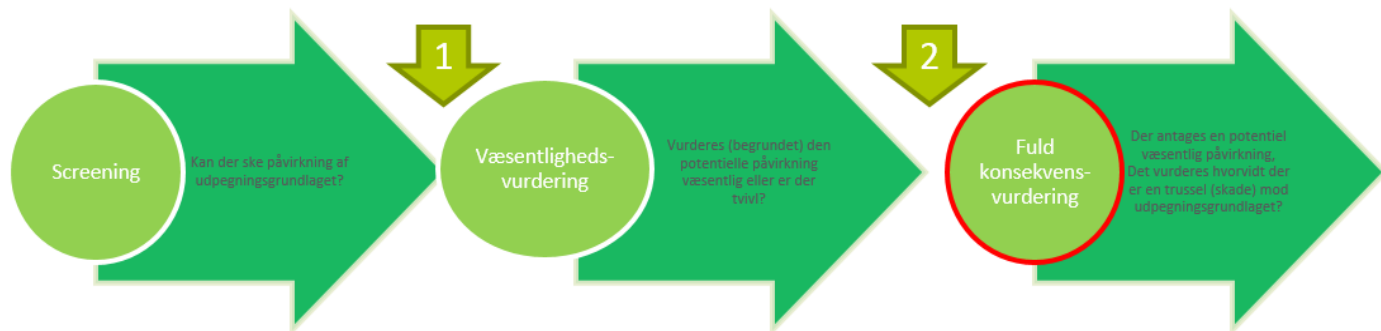 Screening
Kan der ske påvirkning af
udpegningsgrundlaget?
1
Væsentligheds-
vurdering
Vurderes (begrundet) den
potentielle påvirkning
væsentlig eller er der
tvivl?
2
Fuld
konsekvens-
vurdering
Der antages en potentiel
væsentlig påvirkning,
Det vurderes hvorvidt der
er en trussel (skade) mod
udpegningsgrundlaget?